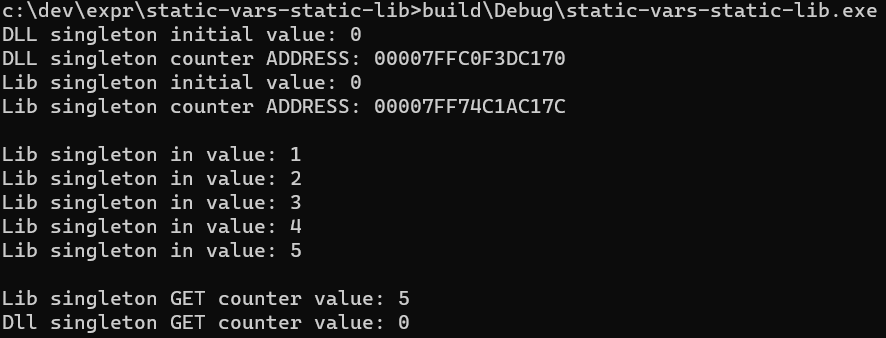 c:\dev\expr\static-vars-static-lib>build\Debug\static-vars-static-lib.exe
DLL singleton initial value: 0
DLL singleton counter ADDRESS: 00007FFC0F3DC170
Lib singleton initial value: 0
Lib singleton counter ADDRESS: 00007FF74C1AC17C
Lib singleton in value: 1
Lib singleton in value: 2
Lib singleton in value: 3
Lib singleton in value: 4
Lib singleton in value: 5
Lib singleton GET counter value: 5
Dll singleton GET counter value: 0